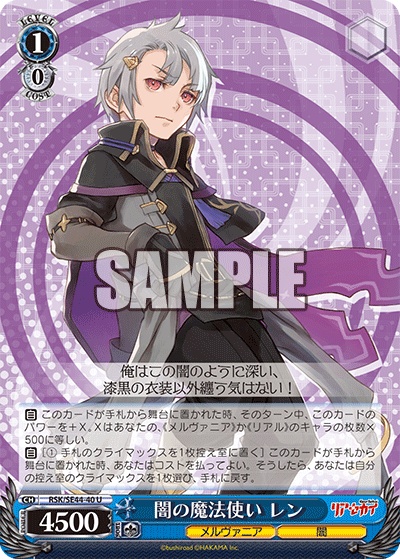 LEVEL
1
0
COST
SAMPLE
俺はこの闇のように深い、
漆黒の衣装以外纏う気はない！
自 このカードが手札から舞台に置かれた時、そのターン中、このカードの
パワーを＋X。Xはあなたの、《メルヴァニア》か《リアル》のキャラの枚数×
500に等しい。
自 ［① 手札のクライマックスを1枚控え室に置く］ このカードが手札から
舞台に置かれた時、あなたはコストを払ってよい。そうしたら、あなたは自分
の控え室のクライマックスを1枚選び、手札に戻す。
CH RSK/SE44-40 U
4500
闇の魔法使い レン
メルヴァニア
闇
©bushiroad ©HAKAMA Inc.